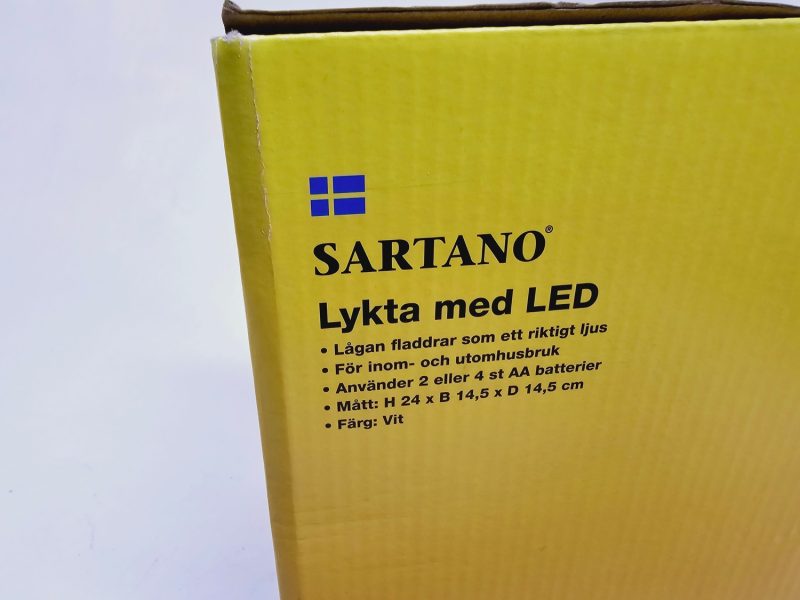 SARTANO®
Lykta med LED
• Lågan fladdrar som ett riktigt ljus
• För inom- och utomhusbruk
• Använder 2 eller 4 st AA batterier
• Mått: H 24 x B 14,5 x D 14,5 cm
• Färg: Vit